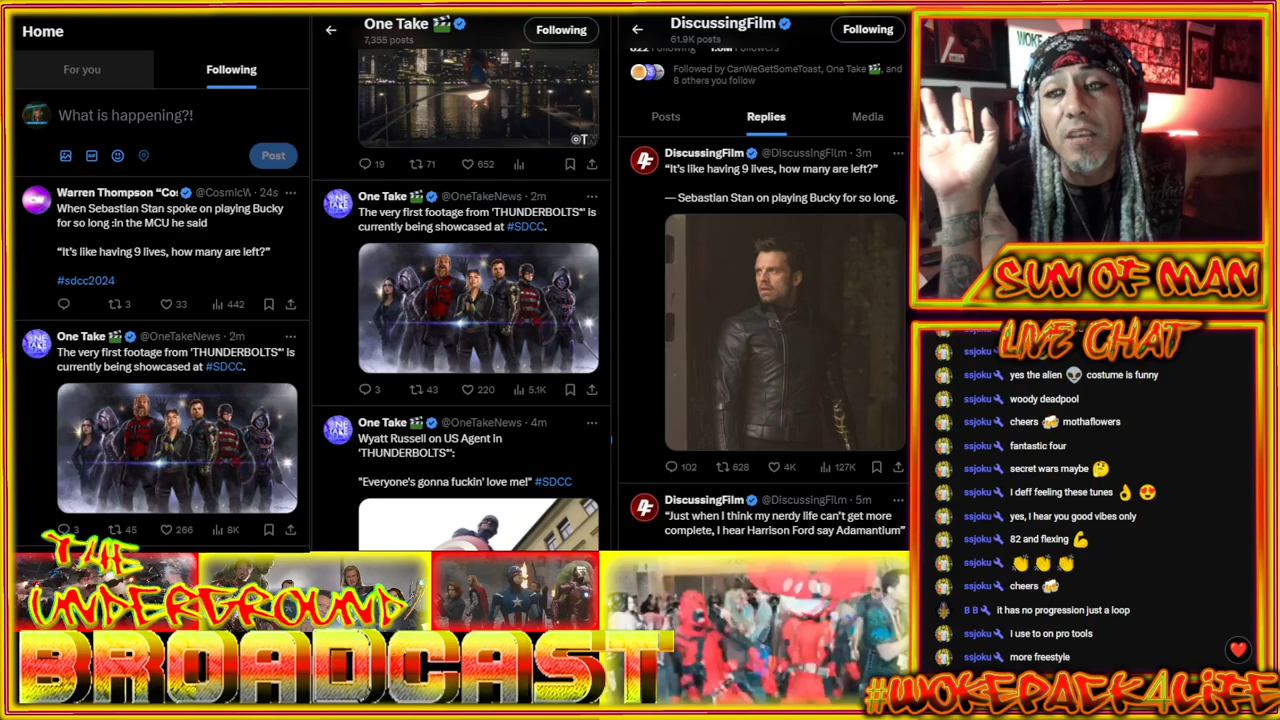 Home
For you
Following
What is happening?!
Post
Warren Thompson “Co: @CosmicW · 24s
When Sebastian Stan spoke on playing Bucky
for so long :in the MCU he said
“It’s like having 9 lives, how many are left?”
#sdcc2024
3 33 442
One Take @OneTakeNews · 2m
The very first footage from 'THUNDERBOLTS*' is
currently being showcased at #SDCC.
3 45 266 8K
One Take
7,355 posts
Following
@OTW
19 71 652
One Take @OneTakeNews · 2m
The very first footage from 'THUNDERBOLTS*' is
currently being showcased at #SDCC.
3 43 220 5.1K
One Take @OneTakeNews · 4m
Wyatt Russell on US Agent in
'THUNDERBOLTS*':
"Everyone's gonna fuckin' love me!" #SDCC
DiscussingFilm
61.9K posts
Following
Followed by CanWeGetSomeToast, One Take, and
8 others you follow
Posts
Replies
Media
DiscussingFilm @DiscussingFilm · 3m
“It’s like having 9 lives, how many are left?”
— Sebastian Stan on playing Bucky for so long.
102 628 4K 127K
DiscussingFilm @DiscussingFilm · 5m
“Just when I think my nerdy life can’t get more
complete, I hear Harrison Ford say Adamantium”
WOKE
SUN OF MAN
LIVE CHAT
ssjoku
ssjoku yes the alien 👽 costume is funny
ssjoku woody deadpool
ssjoku cheers 🍻 mothaflowers
ssjoku fantastic four
ssjoku secret wars maybe 🤔
ssjoku I deff feeling these tunes 👌 😍
ssjoku yes, I hear you good vibes only
ssjoku 82 and flexing 💪
ssjoku 👏 👏 👏
ssjoku cheers 🍻
B B it has no progression just a loop
ssjoku I use to on pro tools
ssjoku more freestyle
THE
UNDERGROUND
BROADCAST
#WOKEPACK4LIFE